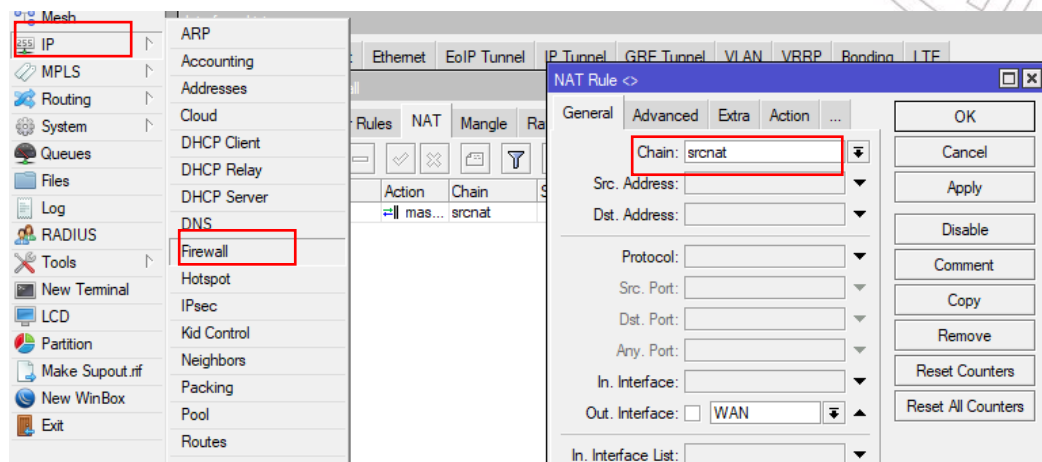 Mesh
255 IP
MPLS
Routing
System
Queues
Files
Log
RADIUS
Tools
New Terminal
LCD
Partition
Make Supout.rif
New WinBox
Exit
ARP
Accounting
Addresses
Cloud
DHCP Client
DHCP Relay
DHCP Server
DNS
Firewall
Hotspot
IPsec
Kid Control
Neighbors
Packing
Pool
Routes
Ethernet EoIP Tunnel IP Tunnel GRE Tunnel VLAN VRRP Bonding LTE
Rules NAT Mangle Ra
Action Chain S
mas... srcnat
NAT Rule <>
General Advanced Extra Action ...
Chain: srcnat
Src. Address:
Dst. Address:
Protocol:
Src. Port:
Dst. Port:
Any. Port:
In. Interface:
Out. Interface: WAN
In. Interface List:
OK
Cancel
Apply
Disable
Comment
Copy
Remove
Reset Counters
Reset All Counters